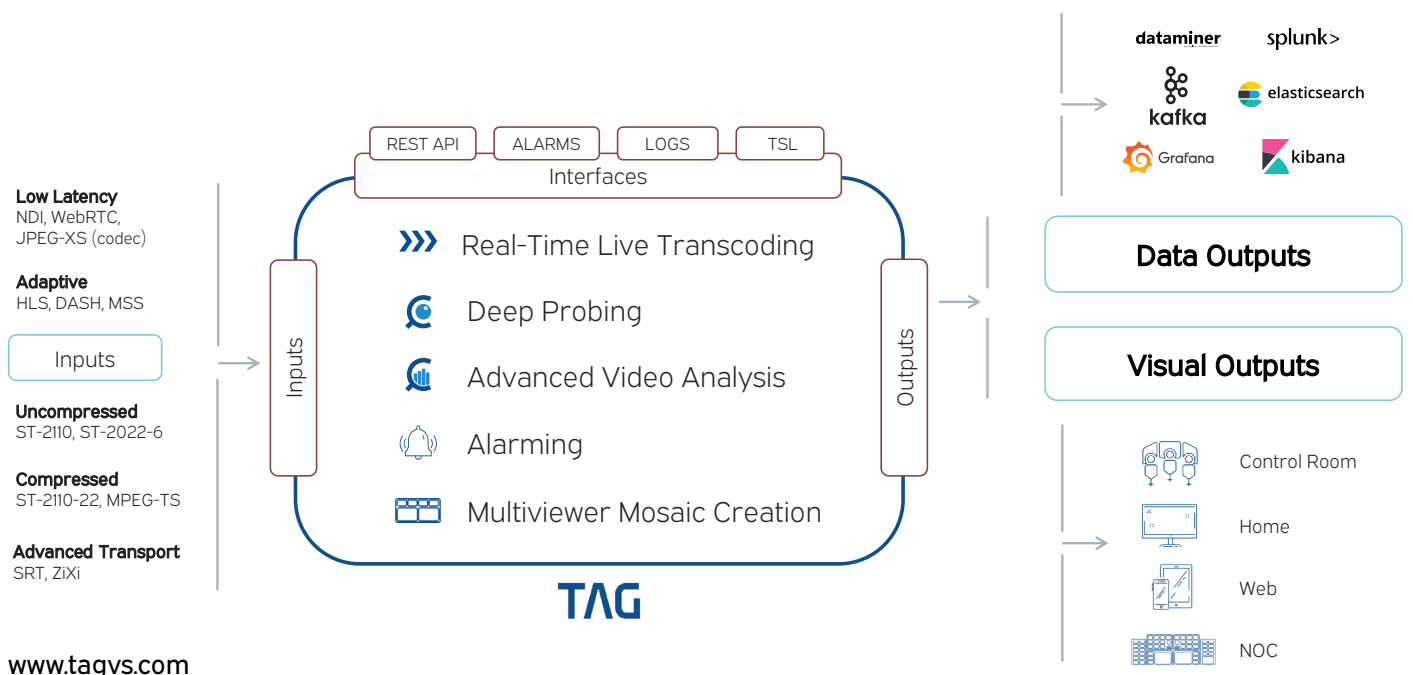 Low Latency
NDI, WebRTC,
JPEG-XS (codec)
Adaptive
HLS, DASH, MSS
Inputs
Uncompressed
ST-2110, ST-2022-6
Compressed
ST-2110-22, MPEG-TS
Advanced Transport
SRT, ZiXi
www.tagvs.com
REST API
ALARMS
LOGS
TSL
Interfaces
Inputs
Real-Time Live Transcoding
Deep Probing
Advanced Video Analysis
Alarming
Multiviewer Mosaic Creation
Outputs
TAG
dataminer
splunk>
kafka
elasticsearch
Grafana
kibana
Data Outputs
Visual Outputs
Control Room
Home
Web
NOC